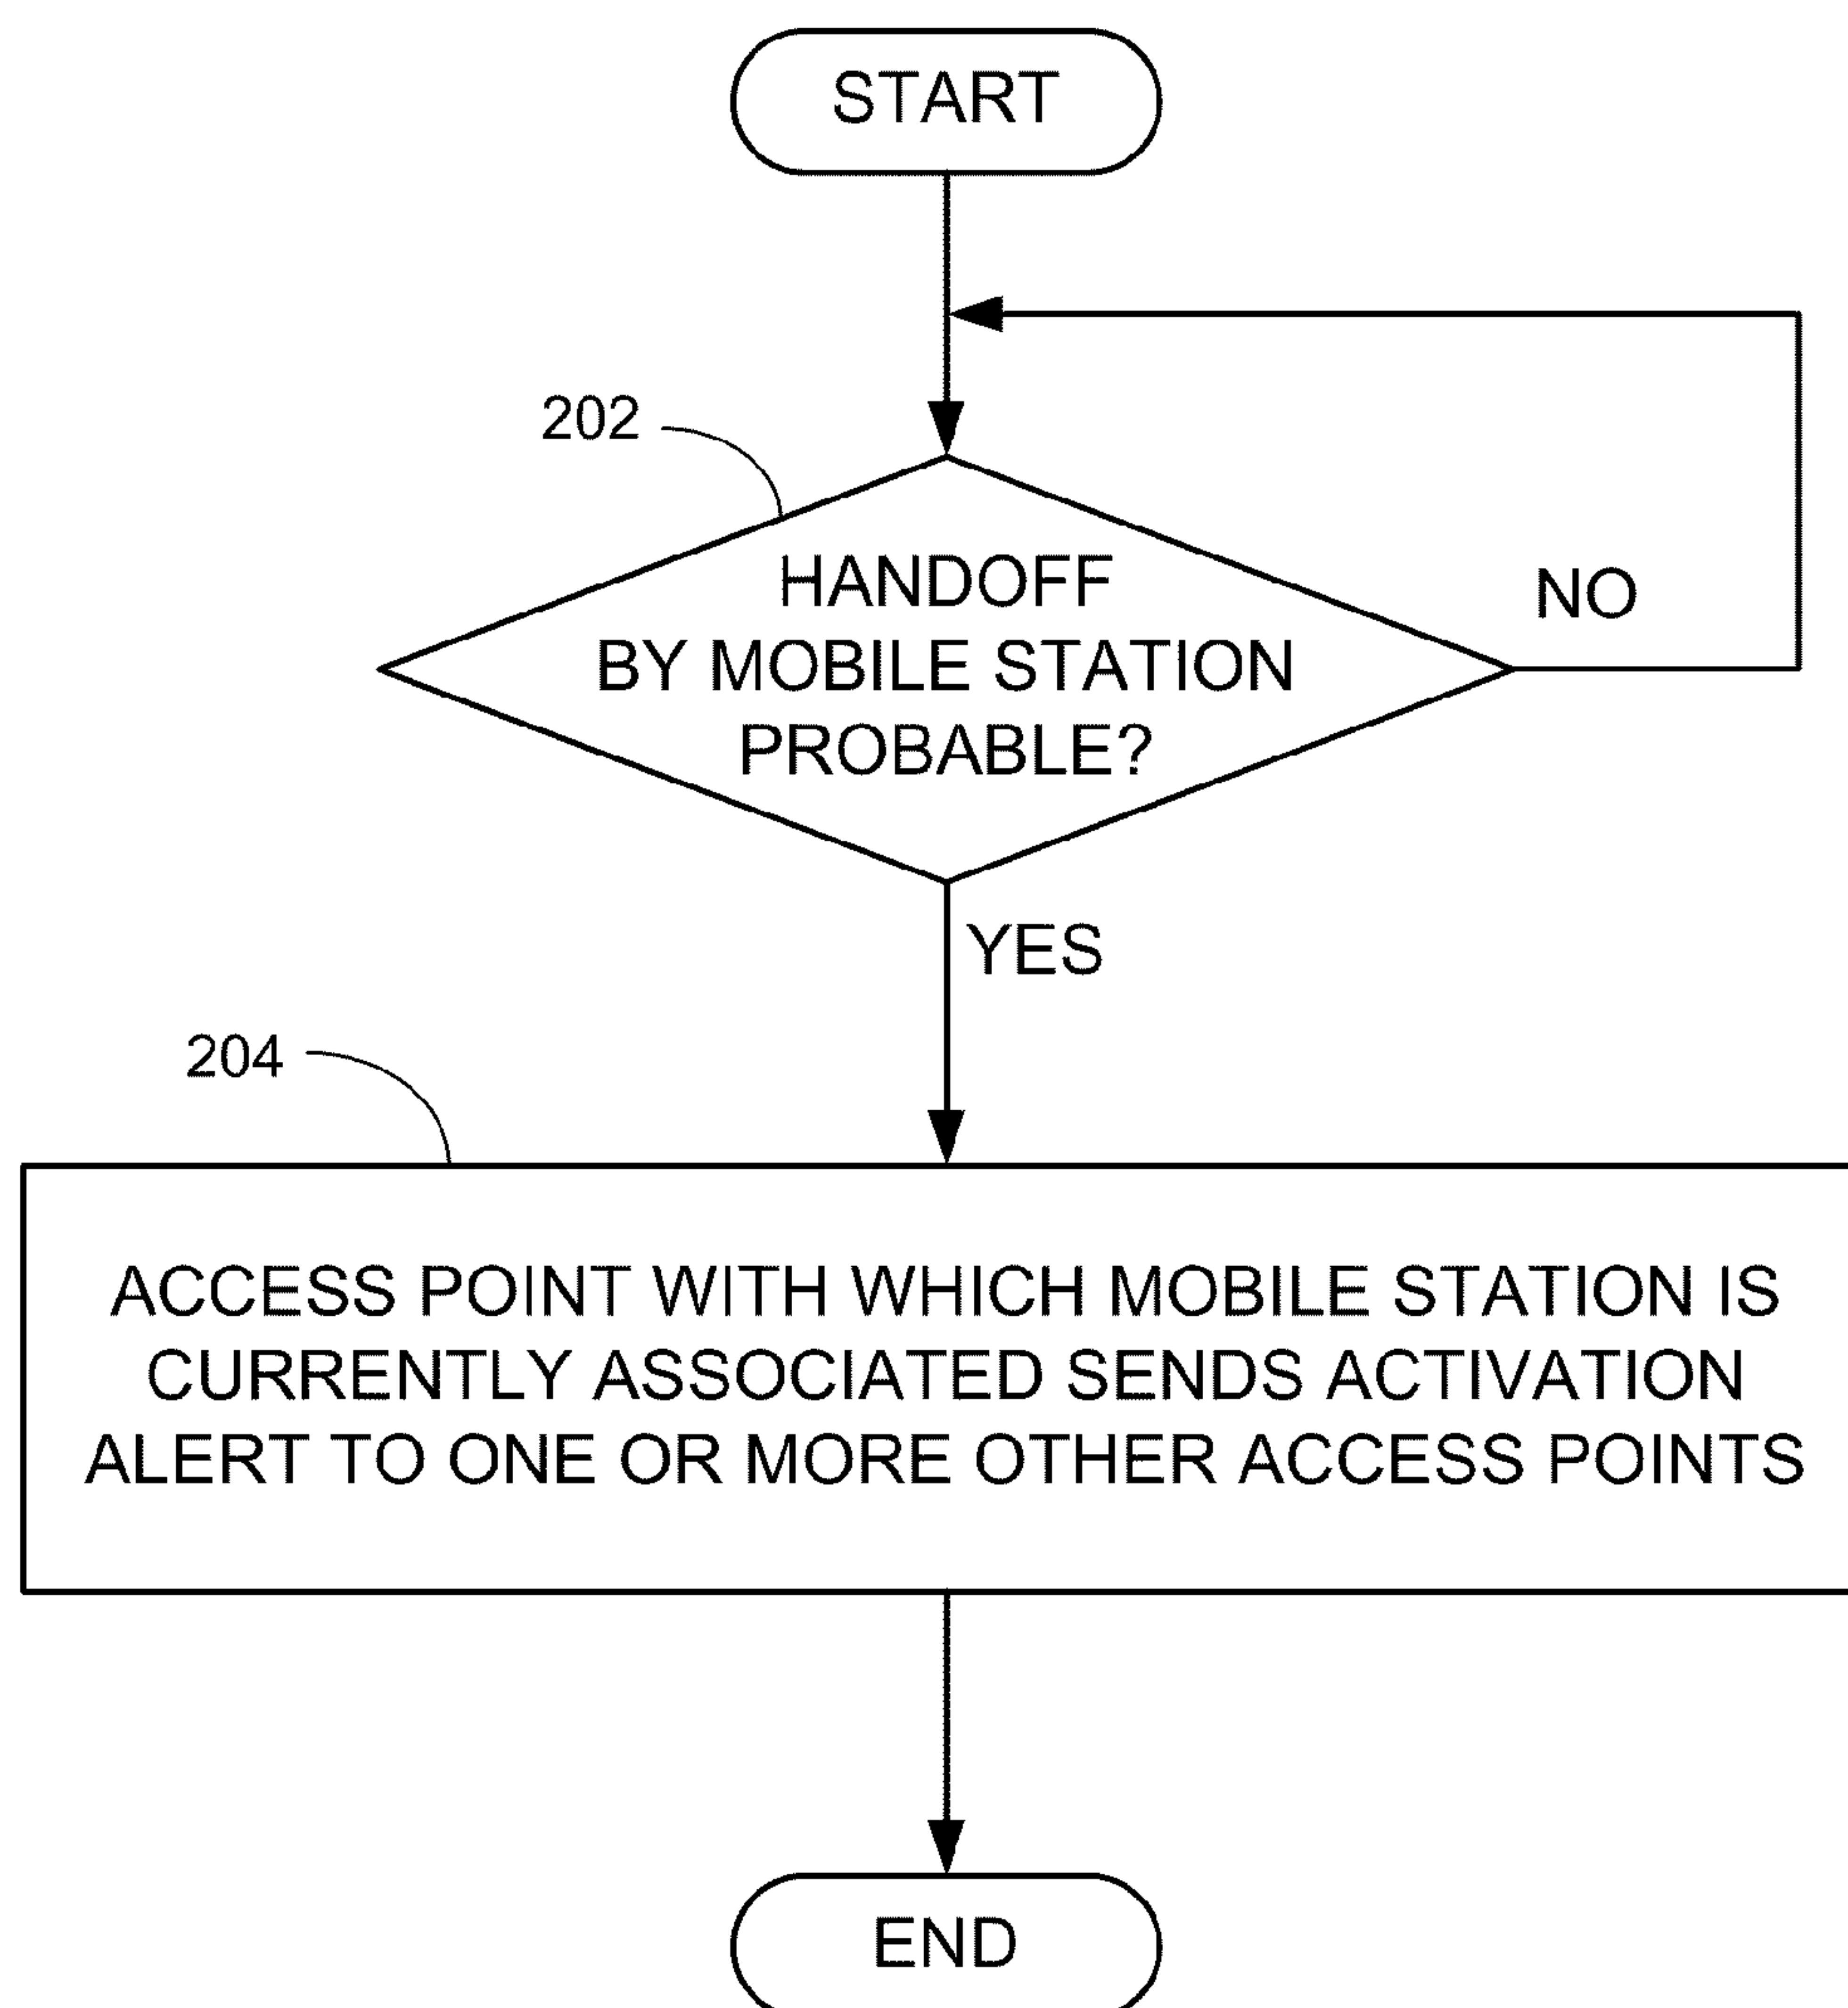 START
202
HANDOFF
BY MOBILE STATION
PROBABLE?
NO
YES
204
ACCESS POINT WITH WHICH MOBILE STATION IS
CURRENTLY ASSOCIATED SENDS ACTIVATION
ALERT TO ONE OR MORE OTHER ACCESS POINTS
END